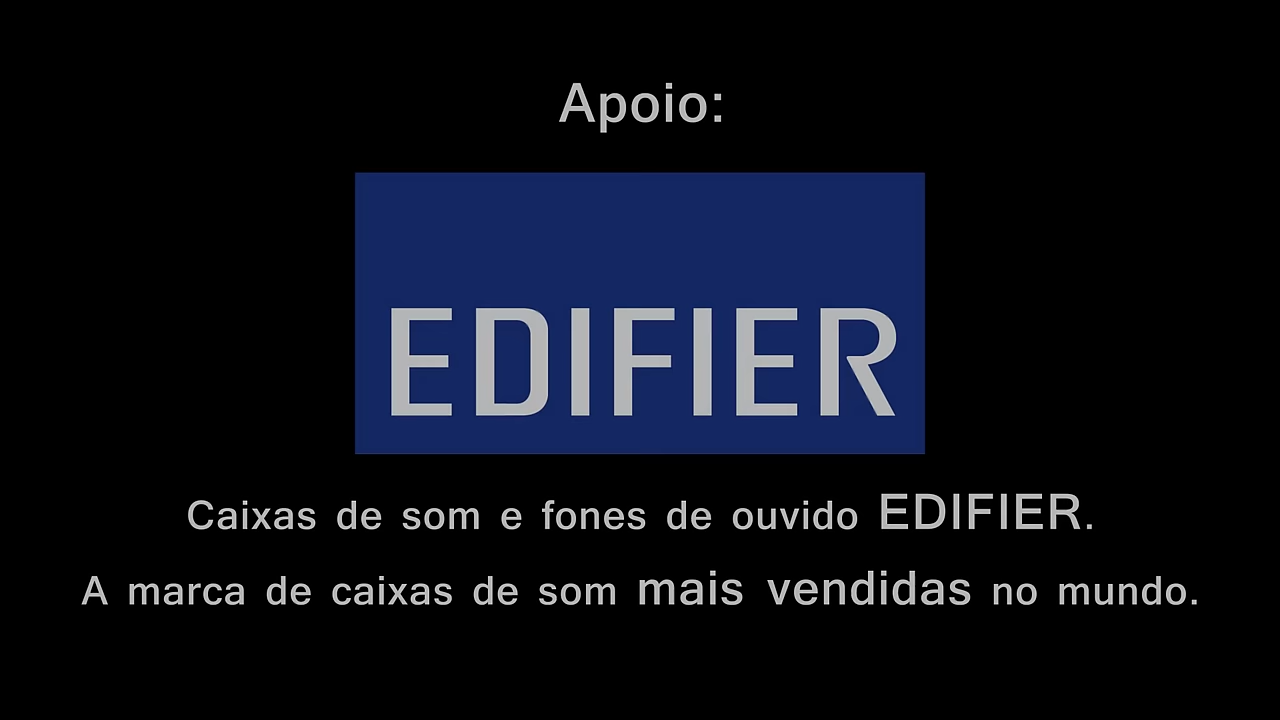 Apoio:
EDIFIER
Caixas de som e fones de ouvido EDIFIER.
A marca de caixas de som mais vendidas no mundo.